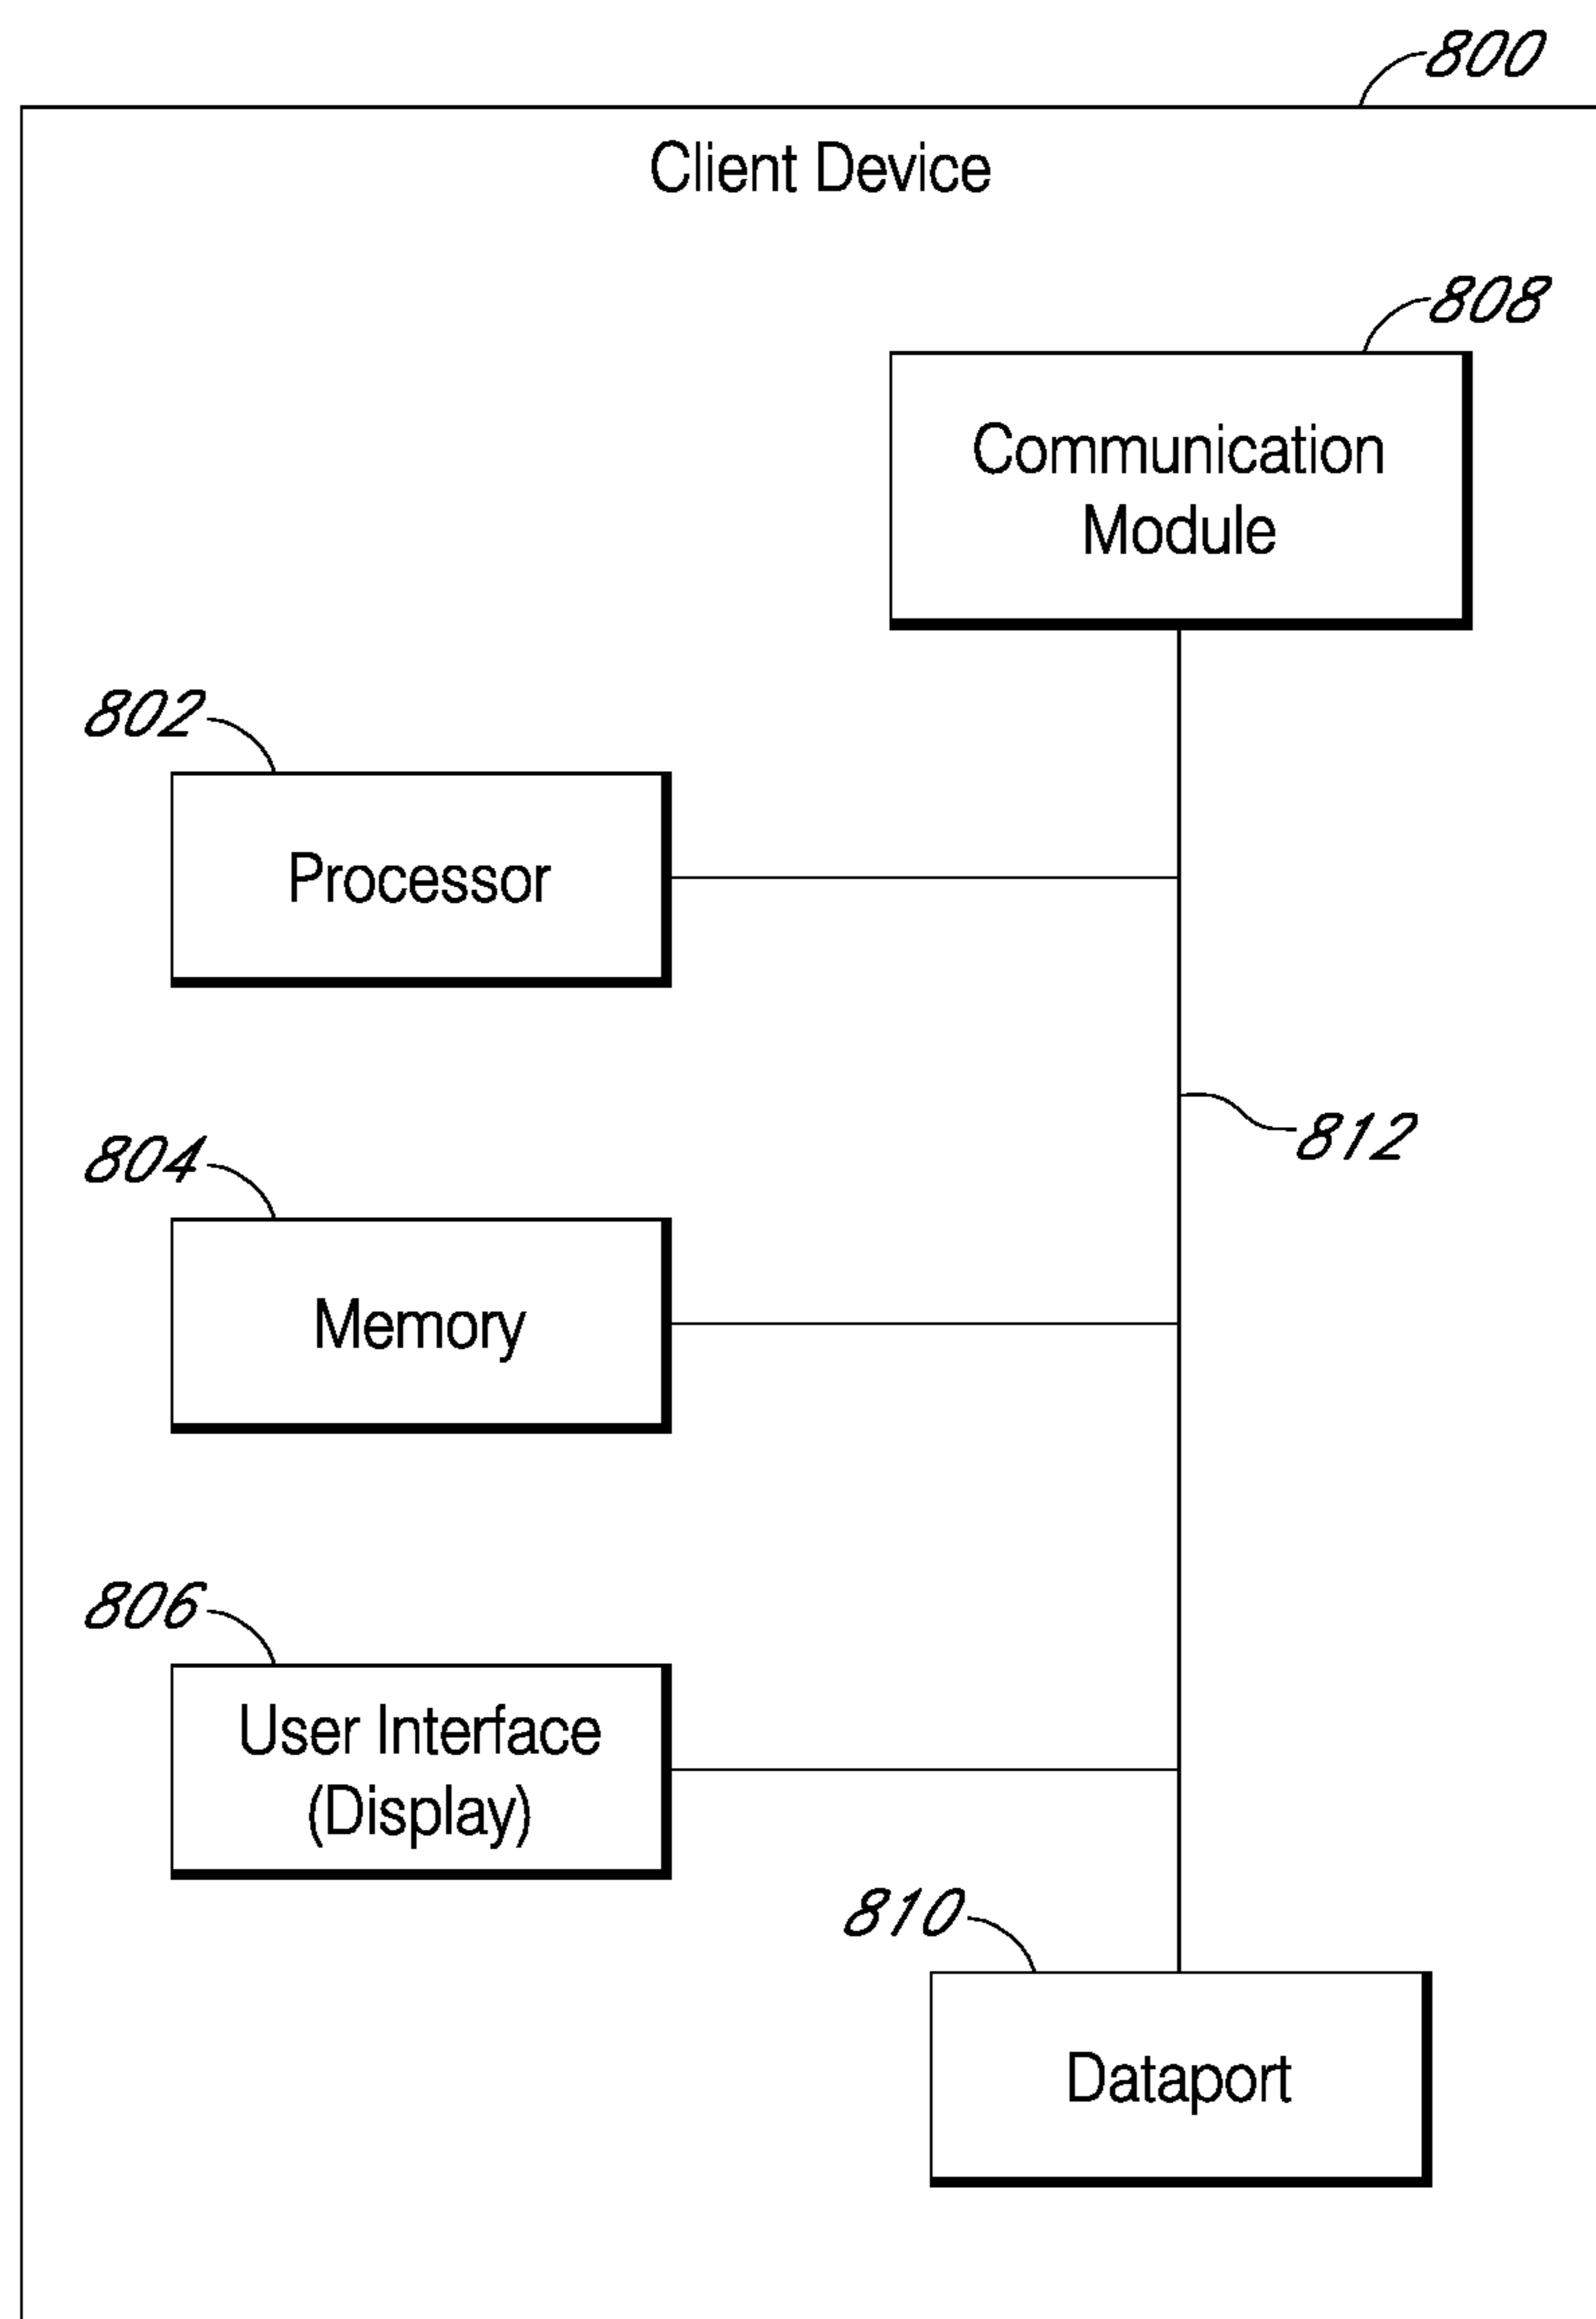 800
Client Device
808
Communication
Module
802
Processor
812
804
Memory
806
User Interface
(Display)
810
Dataport